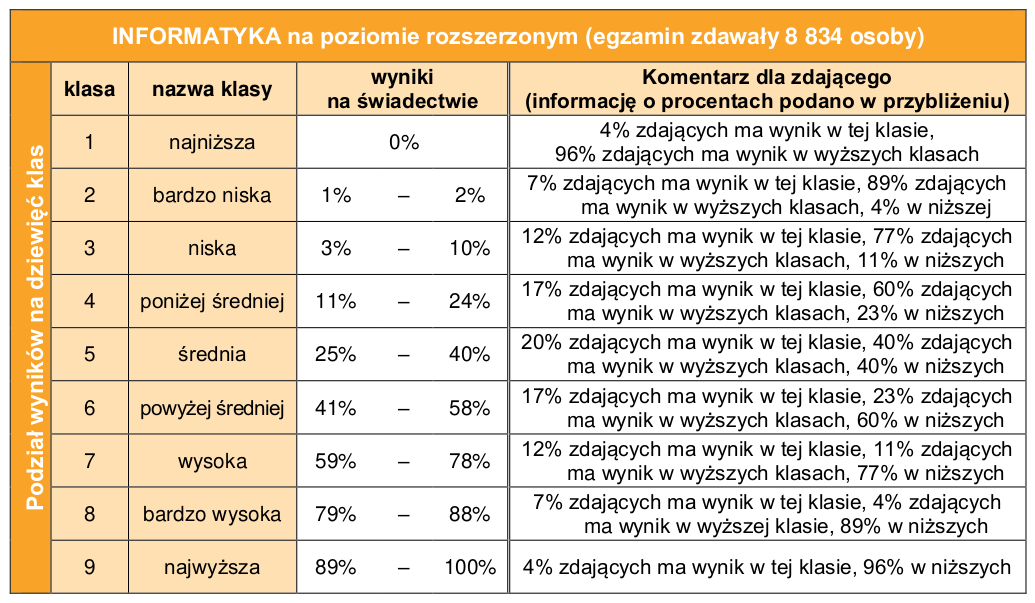 INFORMATYKA na poziomie rozszerzonym (egzamin zdawały 8 834 osoby)
Podział wyników na dziewięć klas
klasa nazwa klasy wyniki na świadectwie Komentarz dla zdającego (informację o procentach podano w przybliżeniu)
1 najniższa 0% 4% zdających ma wynik w tej klasie,
96% zdających ma wynik w wyższych klasach
2 bardzo niska 1% – 2% 7% zdających ma wynik w tej klasie, 89% zdających
ma wynik w wyższych klasach, 4% w niższej
3 niska 3% – 10% 12% zdających ma wynik w tej klasie, 77% zdających
ma wynik w wyższych klasach, 11% w niższych
4 poniżej średniej 11% – 24% 17% zdających ma wynik w tej klasie, 60% zdających
ma wynik w wyższych klasach, 23% w niższych
5 średnia 25% – 40% 20% zdających ma wynik w tej klasie, 40% zdających
ma wynik w wyższych klasach, 40% w niższych
6 powyżej średniej 41% – 58% 17% zdających ma wynik w tej klasie, 23% zdających
ma wynik w wyższych klasach, 60% w niższych
7 wysoka 59% – 78% 12% zdających ma wynik w tej klasie, 11% zdających
ma wynik w wyższych klasach, 77% w niższych
8 bardzo wysoka 79% – 88% 7% zdających ma wynik w tej klasie, 4% zdających
ma wynik w wyższej klasie, 89% w niższych
9 najwyższa 89% – 100% 4% zdających ma wynik w tej klasie, 96% w niższych